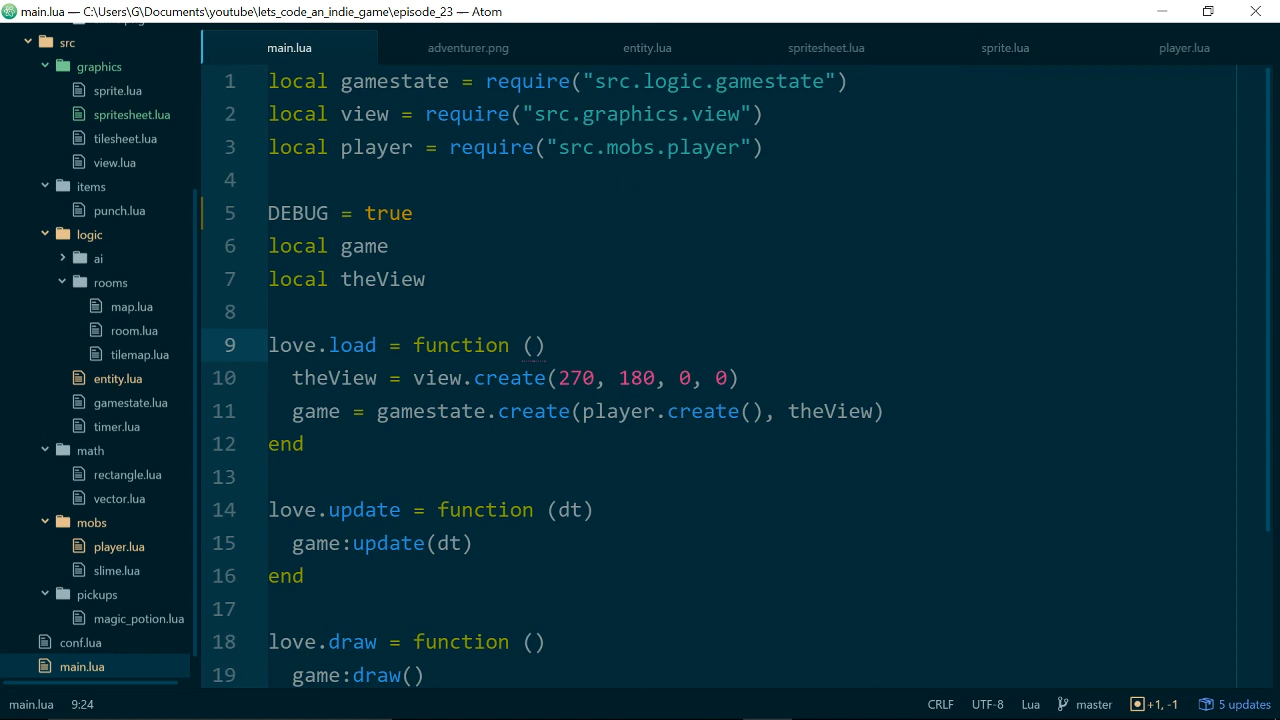 main.lua — C:\Users\G\Documents\youtube\lets_code_an_indie_game\episode_23 — Atom
src
graphics
sprite.lua
spritesheet.lua
tilesheet.lua
view.lua
items
punch.lua
logic
ai
rooms
map.lua
room.lua
tilemap.lua
entity.lua
gamestate.lua
timer.lua
math
rectangle.lua
vector.lua
mobs
player.lua
slime.lua
pickups
magic_potion.lua
conf.lua
main.lua
main.lua adventurer.png entity.lua spritesheet.lua sprite.lua player.lua
1 local gamestate = require("src.logic.gamestate")
2 local view = require("src.graphics.view")
3 local player = require("src.mobs.player")
4
5 DEBUG = true
6 local game
7 local theView
8
9 love.load = function ()
10 theView = view.create(270, 180, 0, 0)
11 game = gamestate.create(player.create(), theView)
12 end
13
14 love.update = function (dt)
15 game:update(dt)
16 end
17
18 love.draw = function ()
19 game:draw()
main.lua 9:24 CRLF UTF-8 Lua master +1, -1 5 updates